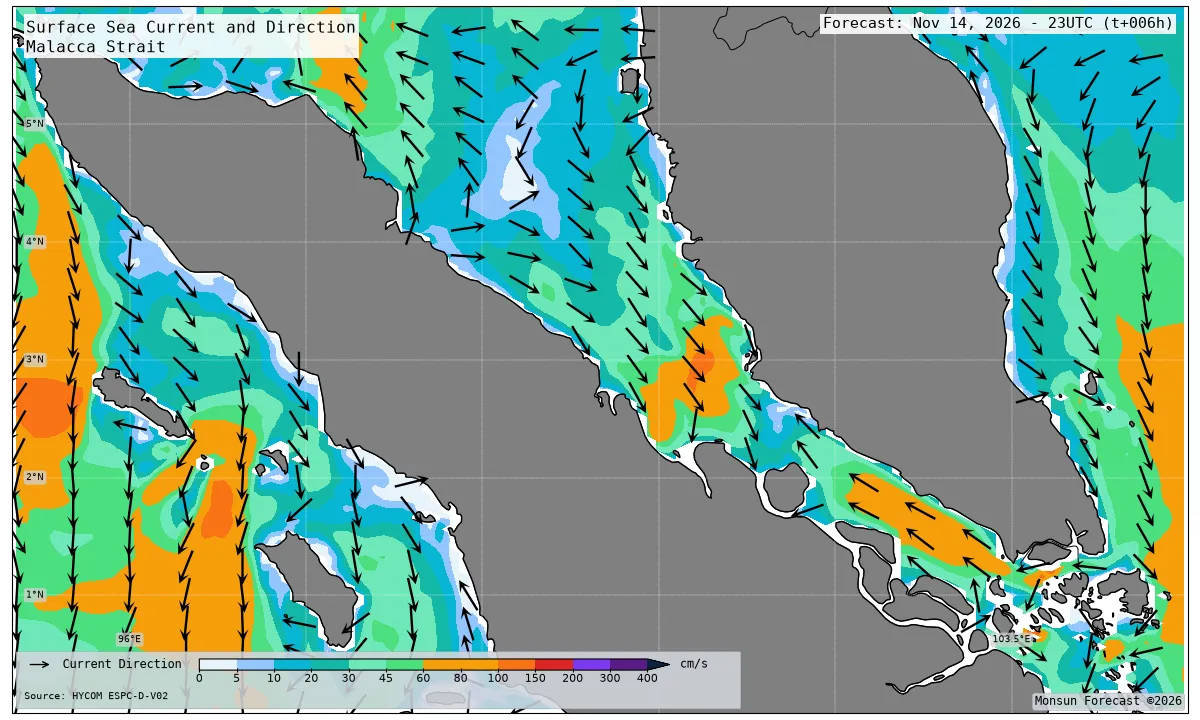 Surface Sea Current and Direction
Malacca Strait
Forecast: Nov 14, 2026 - 23UTC (t+006h)
5°N
4°N
3°N
2°N
1°N
96°E
103.5°E
Current Direction
0 5 10 20 30 45 60 80 100 150 200 300 400
cm/s
Source: HYCOM ESPC-D-V02
Monsun Forecast ©2026